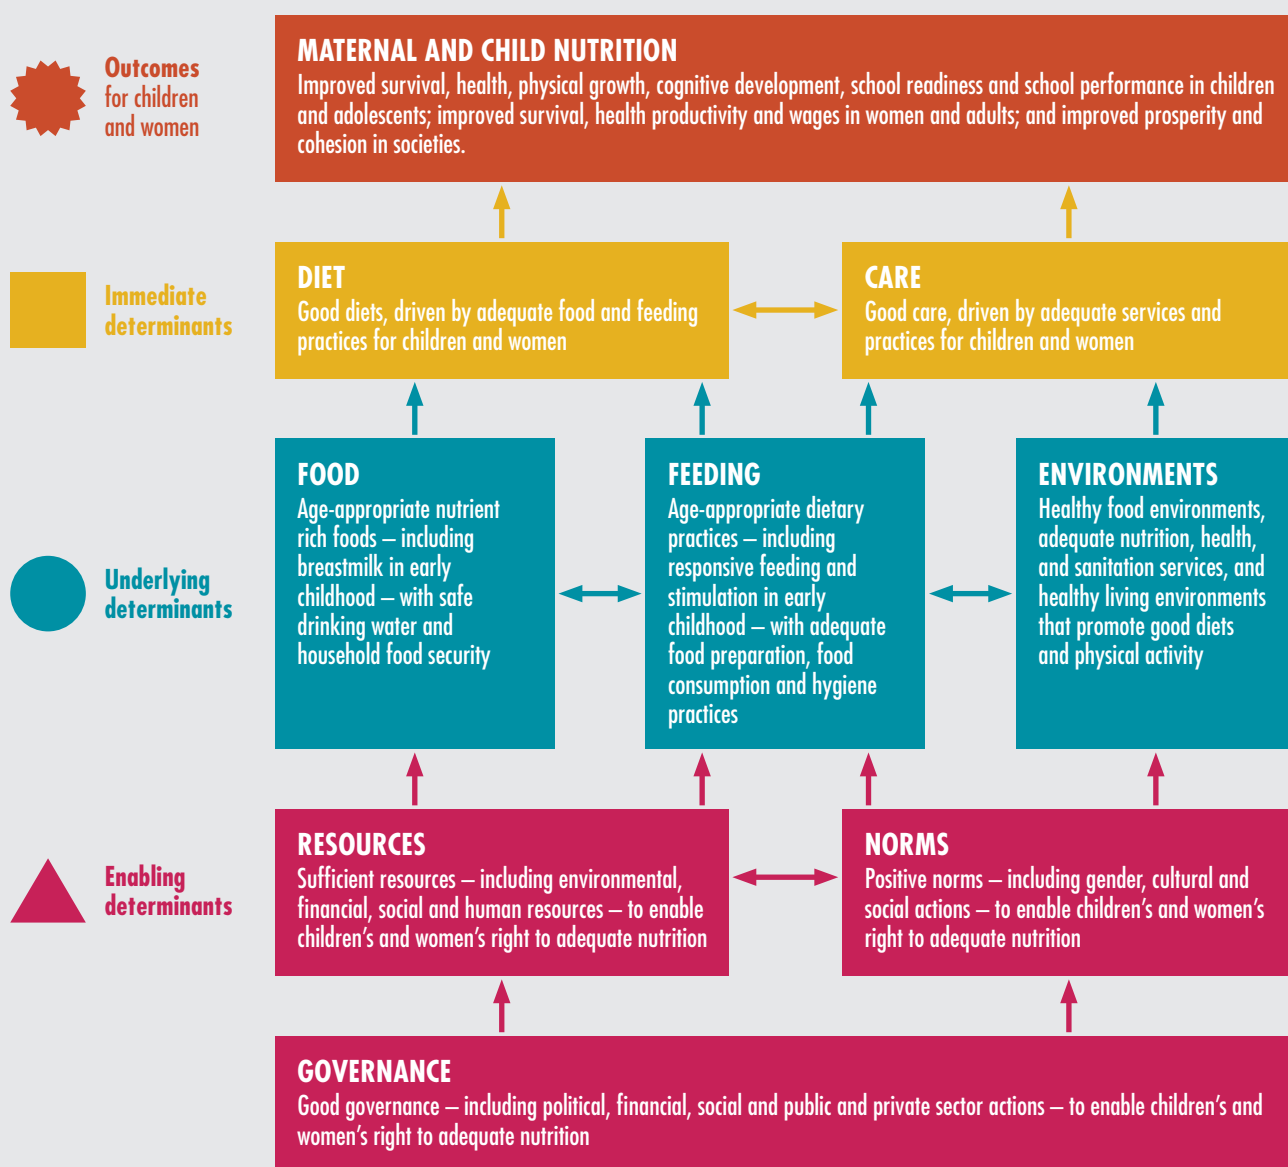 Outcomes
for children
and women
MATERNAL AND CHILD NUTRITION
Improved survival, health, physical growth, cognitive development, school readiness and school performance in children
and adolescents; improved survival, health productivity and wages in women and adults; and improved prosperity and
cohesion in societies.
Immediate
determinants
DIET
Good diets, driven by adequate food and feeding
practices for children and women
CARE
Good care, driven by adequate services and
practices for children and women
Underlying
determinants
FOOD
Age-appropriate nutrient
rich foods – including
breastmilk in early
childhood – with safe
drinking water and
household food security
FEEDING
Age-appropriate dietary
practices – including
responsive feeding and
stimulation in early
childhood – with adequate
food preparation, food
consumption and hygiene
practices
ENVIRONMENTS
Healthy food environments,
adequate nutrition, health,
and sanitation services, and
healthy living environments
that promote good diets
and physical activity
Enabling
determinants
RESOURCES
Sufficient resources – including environmental,
financial, social and human resources – to enable
children’s and women’s right to adequate nutrition
NORMS
Positive norms – including gender, cultural and
social actions – to enable children’s and women’s
right to adequate nutrition
GOVERNANCE
Good governance – including political, financial, social and public and private sector actions – to enable children’s and
women’s right to adequate nutrition